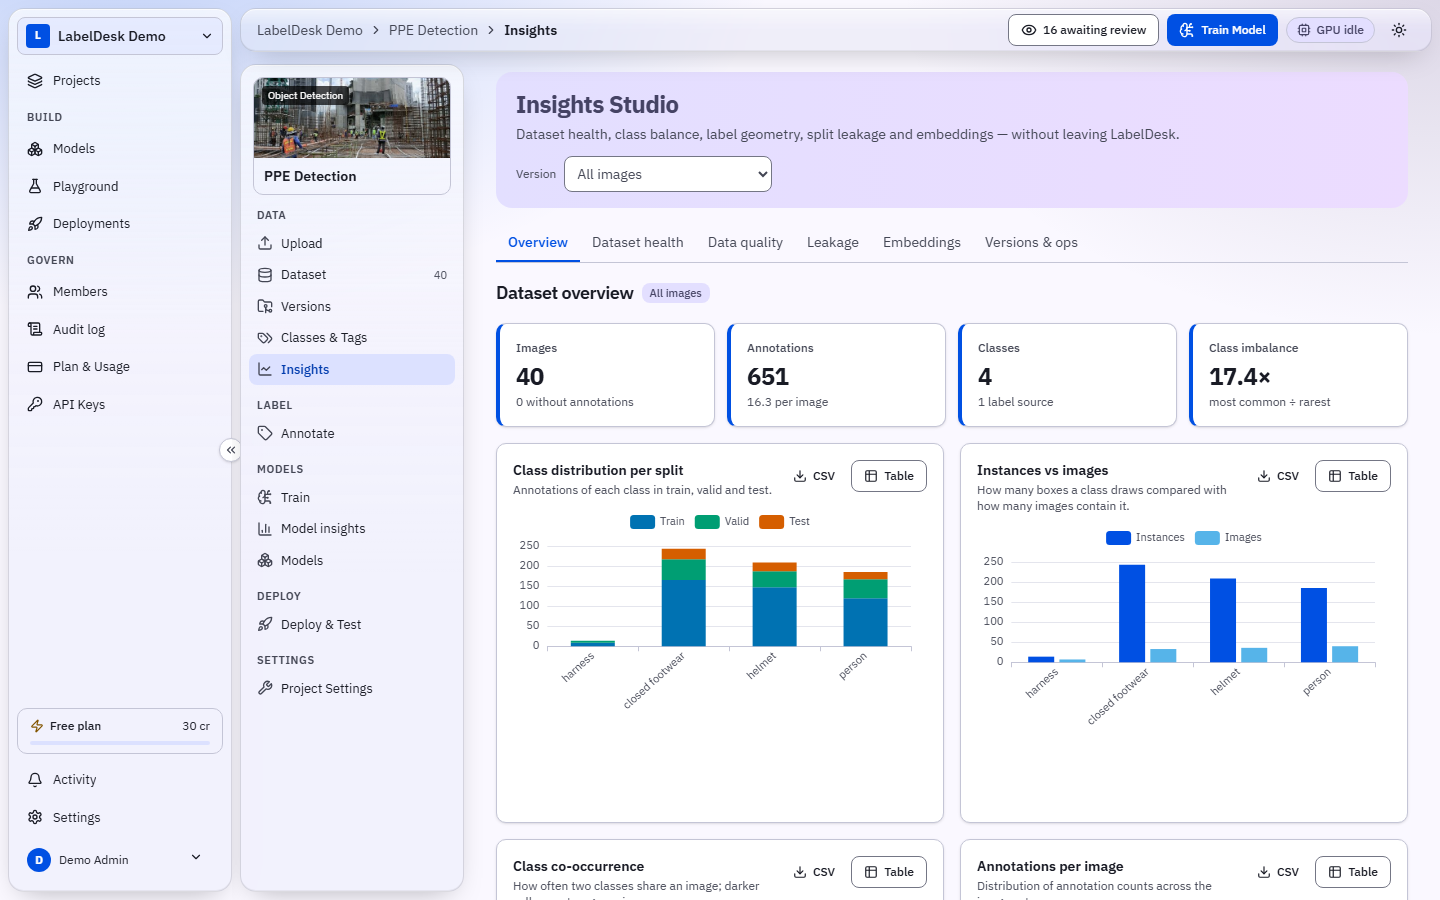 L LabelDesk Demo
Projects
BUILD
Models
Playground
Deployments
GOVERN
Members
Audit log
Plan & Usage
API Keys
Free plan 30 cr
Activity
Settings
D Demo Admin
LabelDesk Demo > PPE Detection > Insights
16 awaiting review
Train Model
GPU idle
Object Detection
PPE Detection
DATA
Upload
Dataset 40
Versions
Classes & Tags
Insights
LABEL
Annotate
MODELS
Train
Model insights
Models
DEPLOY
Deploy & Test
SETTINGS
Project Settings
Insights Studio
Dataset health, class balance, label geometry, split leakage and embeddings — without leaving LabelDesk.
Version All images
Overview Dataset health Data quality Leakage Embeddings Versions & ops
Dataset overview All images
Images
40
0 without annotations
Annotations
651
16.3 per image
Classes
4
1 label source
Class imbalance
17.4×
most common ÷ rarest
Class distribution per split
Annotations of each class in train, valid and test.
CSV Table
Train Valid Test
250
200
150
100
50
0
harness closed footwear helmet person
Instances vs images
How many boxes a class draws compared with
how many images contain it.
CSV Table
Instances Images
250
200
150
100
50
0
harness closed footwear helmet person
Class co-occurrence
How often two classes share an image; darker
CSV Table
Annotations per image
Distribution of annotation counts across the
CSV Table